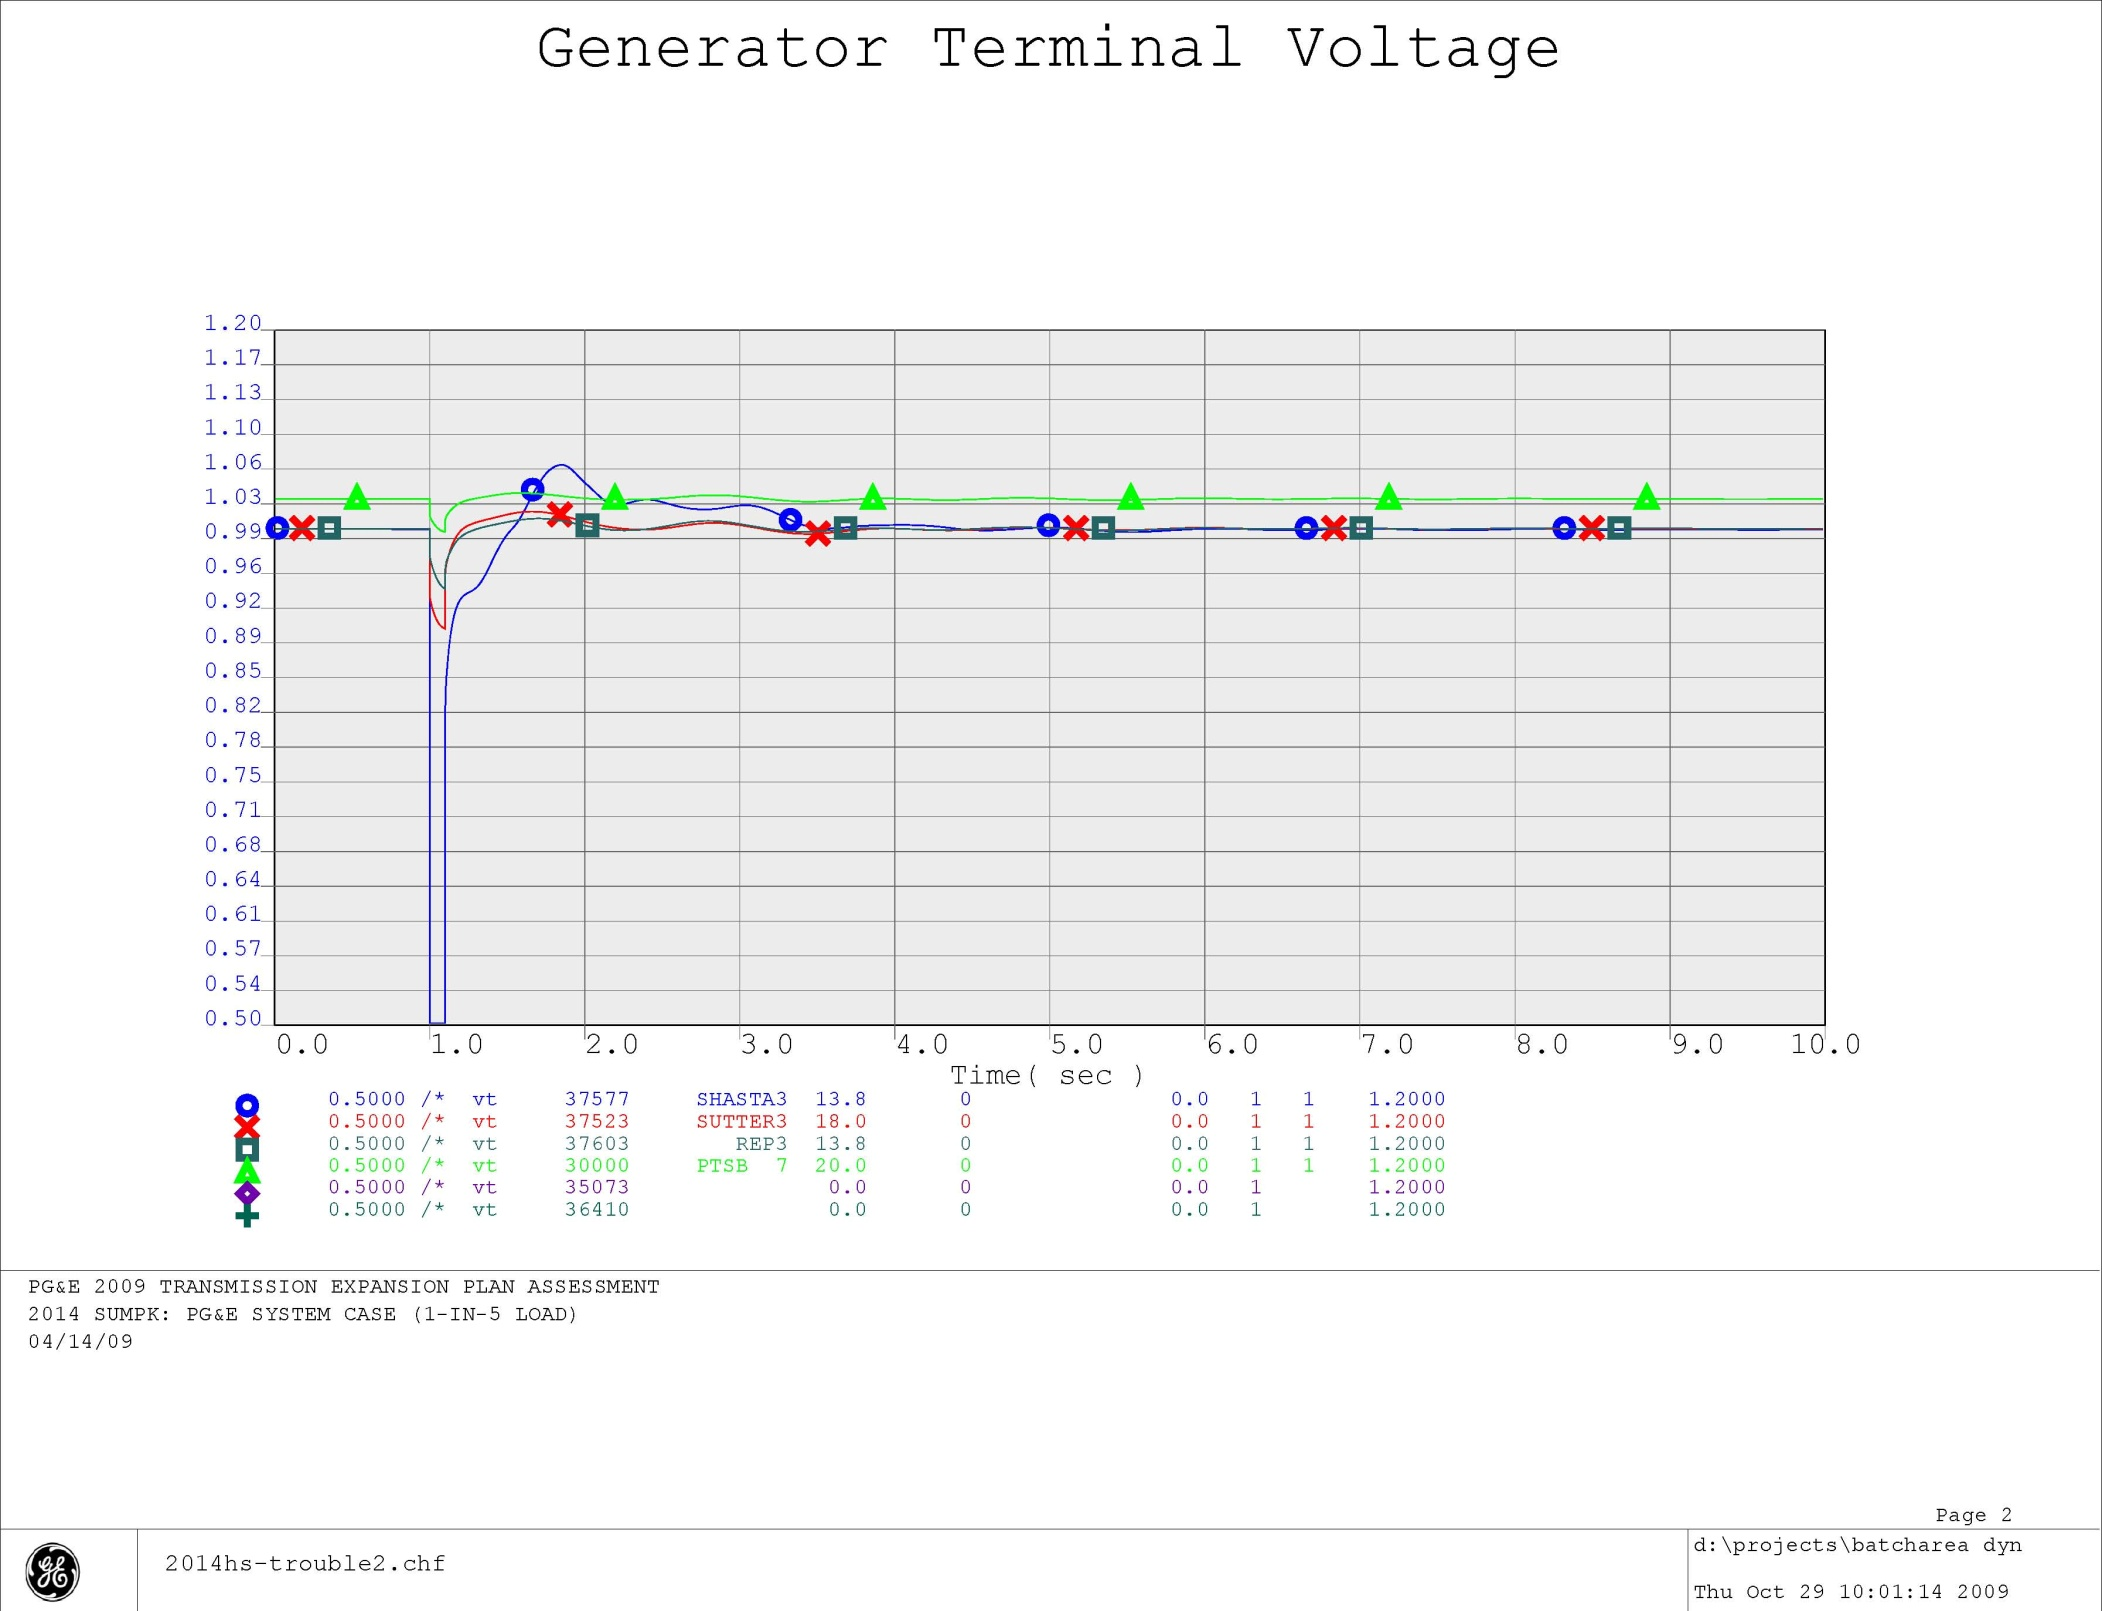 Generator Terminal Voltage
1.20
1.17
1.13
1.10
1.06
1.03
0.99
0.96
0.92
0.89
0.85
0.82
0.78
0.75
0.71
0.68
0.64
0.61
0.57
0.54
0.50
0.0 1.0 2.0 3.0 4.0 5.0 6.0 7.0 8.0 9.0 10.0
Time( sec )
0.5000 /* vt 37577 SHASTA3 13.8 0 0.0 1 1 1.2000
0.5000 /* vt 37523 SUTTER3 18.0 0 0.0 1 1 1.2000
0.5000 /* vt 37603 REP3 13.8 0 0.0 1 1 1.2000
0.5000 /* vt 30000 PTSB 7 20.0 0 0.0 1 1 1.2000
0.5000 /* vt 35073 0.0 0 0.0 1 1.2000
0.5000 /* vt 36410 0.0 0 0.0 1 1.2000
PG&E 2009 TRANSMISSION EXPANSION PLAN ASSESSMENT
2014 SUMPK: PG&E SYSTEM CASE (1-IN-5 LOAD)
04/14/09
Page 2
GE
2014hs-trouble2.chf
d:\projects\batcharea dyn
Thu Oct 29 10:01:14 2009